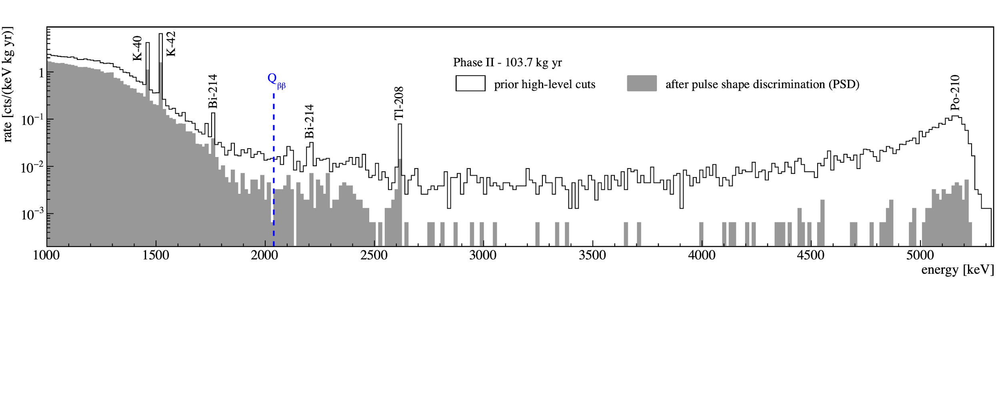 rate [cts/(keV kg yr)]
1
10⁻¹
10⁻²
10⁻³
K-40
K-42
Bi-214
Qββ
Bi-214
Tl-208
Po-210
Phase II - 103.7 kg yr
prior high-level cuts
after pulse shape discrimination (PSD)
1000 1500 2000 2500 3000 3500 4000 4500 5000
energy [keV]